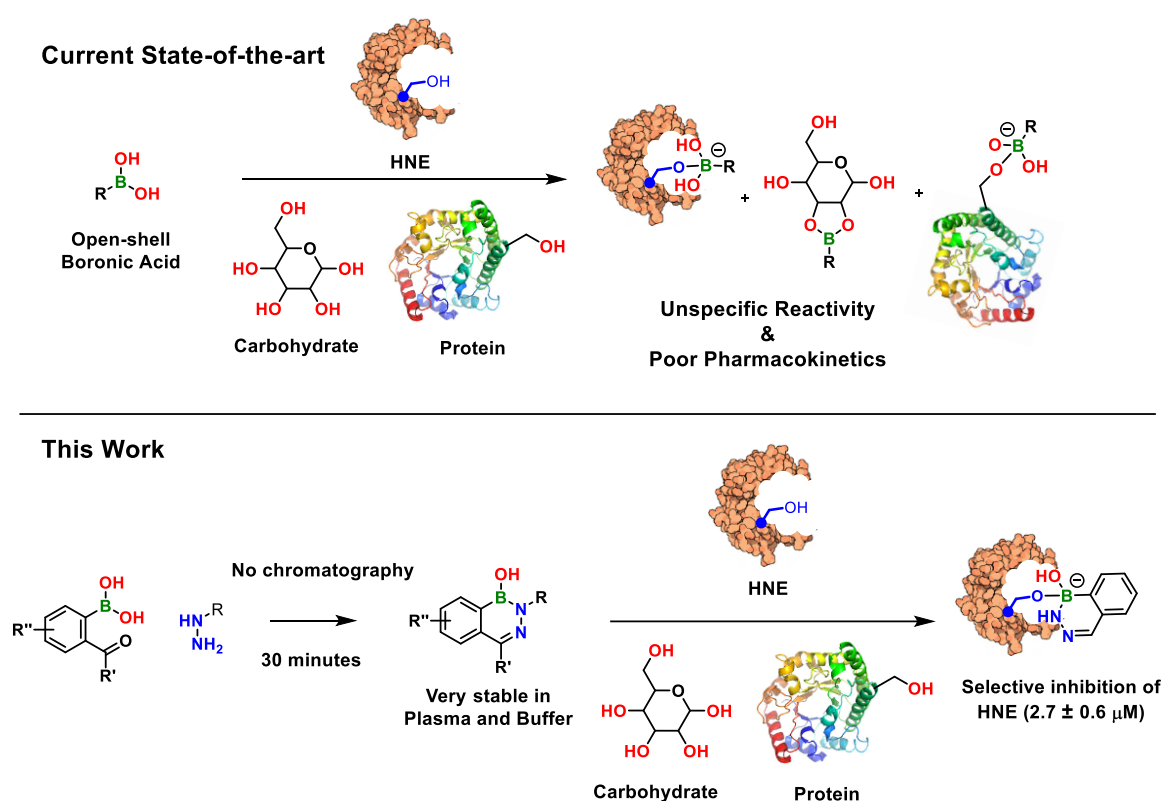 Current State-of-the-art
OH
HNE
OH
B
OH
R
Open-shell
Boronic Acid
OH
O
HO
OH
HO
OH
Carbohydrate
OH
Protein
HO
⊖
O
B
R
HO
+
OH
O
HO
OH
O
O
B
R
+
⊖
R
O
B
O
OH
Unspecific Reactivity
&
Poor Pharmacokinetics
This Work
OH
B
OH
R''
O
R'
R
HN
NH2
No chromatography
30 minutes
OH
B
R
N
N
R''
R'
Very stable in
Plasma and Buffer
OH
HNE
OH
O
HO
OH
HO
OH
Carbohydrate
OH
Protein
HO
⊖
O
B
HN
N
Selective inhibition of
HNE (2.7 ± 0.6 μM)